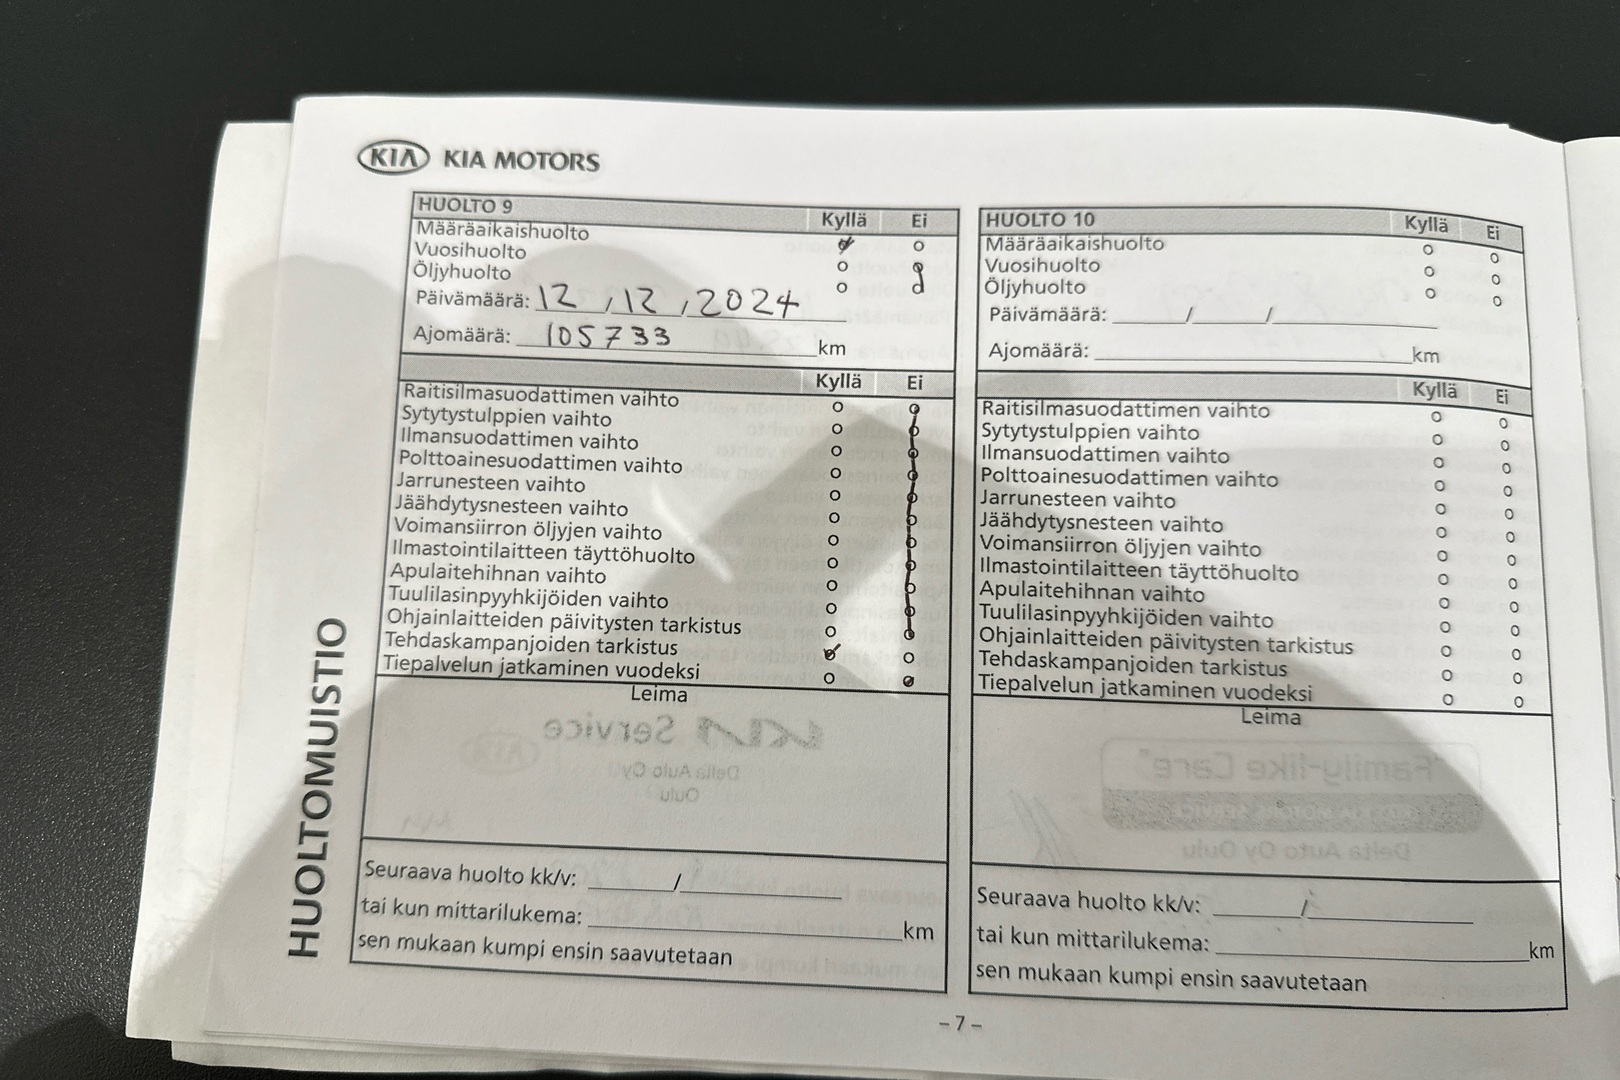 KIA KIA MOTORS
HUOLTOMUISTIO
HUOLTO 9 Kyllä Ei
Määräaikaishuolto
Vuosihuolto
Öljyhuolto
Päivämäärä: 12 / 12 / 2024
Ajomäärä: 105733 km
Kyllä Ei
Raitisilmasuodattimen vaihto
Sytytystulppien vaihto
Ilmansuodattimen vaihto
Polttoainesuodattimen vaihto
Jarrunesteen vaihto
Jäähdytysnesteen vaihto
Voimansiirron öljyjen vaihto
Ilmastointilaitteen täyttöhuolto
Apulaitehihnan vaihto
Tuulilasinpyyhkijöiden vaihto
Ohjainlaitteiden päivitysten tarkistus
Tehdaskampanjoiden tarkistus
Tiepalvelun jatkaminen vuodeksi
Leima
Seuraava huolto kk/v: /
tai kun mittarilukema: km
sen mukaan kumpi ensin saavutetaan
HUOLTO 10 Kyllä Ei
Määräaikaishuolto
Vuosihuolto
Öljyhuolto
Päivämäärä: / /
Ajomäärä: km
Kyllä Ei
Raitisilmasuodattimen vaihto
Sytytystulppien vaihto
Ilmansuodattimen vaihto
Polttoainesuodattimen vaihto
Jarrunesteen vaihto
Jäähdytysnesteen vaihto
Voimansiirron öljyjen vaihto
Ilmastointilaitteen täyttöhuolto
Apulaitehihnan vaihto
Tuulilasinpyyhkijöiden vaihto
Ohjainlaitteiden päivitysten tarkistus
Tehdaskampanjoiden tarkistus
Tiepalvelun jatkaminen vuodeksi
Leima
Seuraava huolto kk/v: /
tai kun mittarilukema: km
sen mukaan kumpi ensin saavutetaan
– 7 –